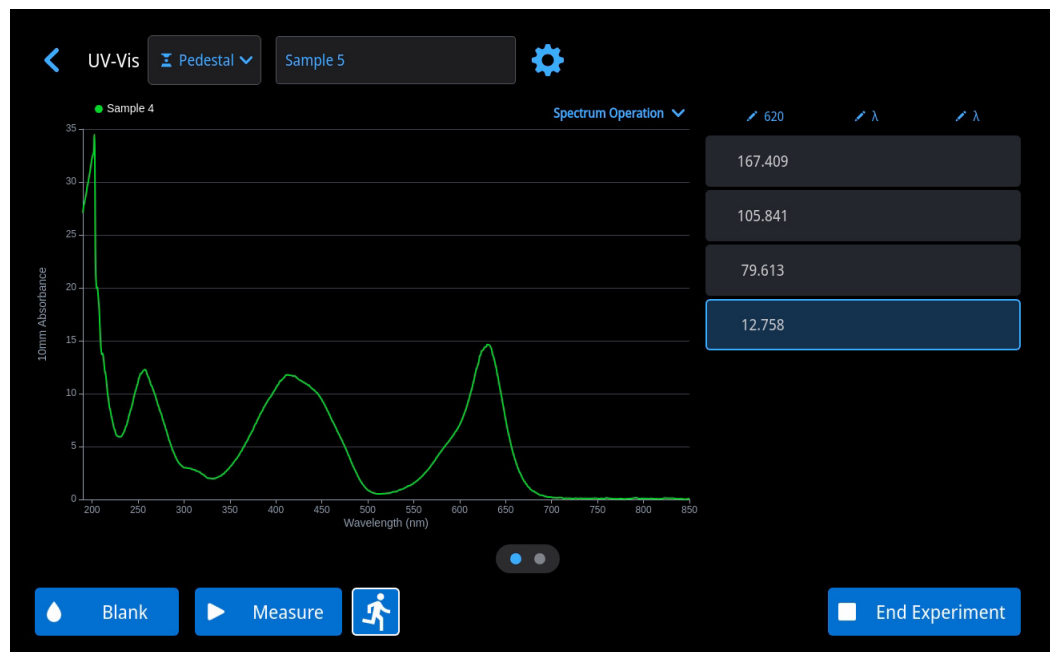 UV-Vis Pedestal Sample 5
Sample 4
Spectrum Operation
620 λ λ
35
30
25
20
15
10
5
0
10mm Absorbance
200 250 300 350 400 450 500 550 600 650 700 750 800 850
Wavelength (nm)
167.409
105.841
79.613
12.758
Blank Measure End Experiment